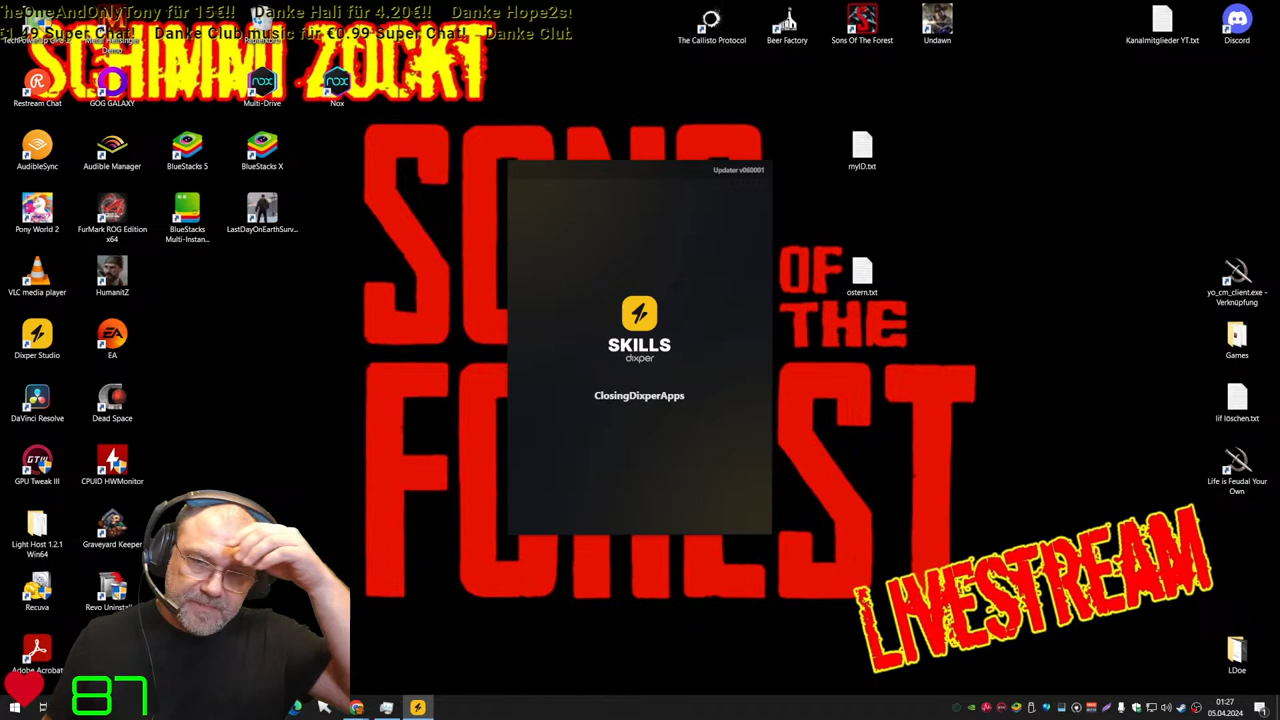 heOneAndOnlyTony für 15€!! Danke Hali für 4.20€!! Danke Hope2s
Danke Club music für €0.99 Super Chat! Danke Club
SCHIMMI ZOCKT
Demo
The Callisto Protocol
Beer Factory
Sons Of The Forest
Undawn
Kanalmitglieder YT.txt
Discord
Restream Chat
GOG GALAXY
Multi-Drive
Nox
AudibleSync
Audible Manager
BlueStacks 5
BlueStacks X
myID.txt
Updater v060001
Pony World 2
FurMark ROG Edition
x64
BlueStacks
Multi-Instan...
LastDayOnEarthSurv...
SONS
OF
THE
FOREST
VLC media player
HumanitZ
ostern.txt
yo_cm_client.exe -
Verknüpfung
SKILLS
dixper
ClosingDixperApps
Dixper Studio
EA
Games
DaVinci Resolve
Dead Space
lif löschen.txt
GPU Tweak III
CPUID HWMonitor
Life is Feudal Your
Own
Light Host 1.2.1
Win64
Graveyard Keeper
LIVESTREAM
Recuva
Revo Uninstal
Adobe Acrobat
LDoe
87
01:27
05.04.2024